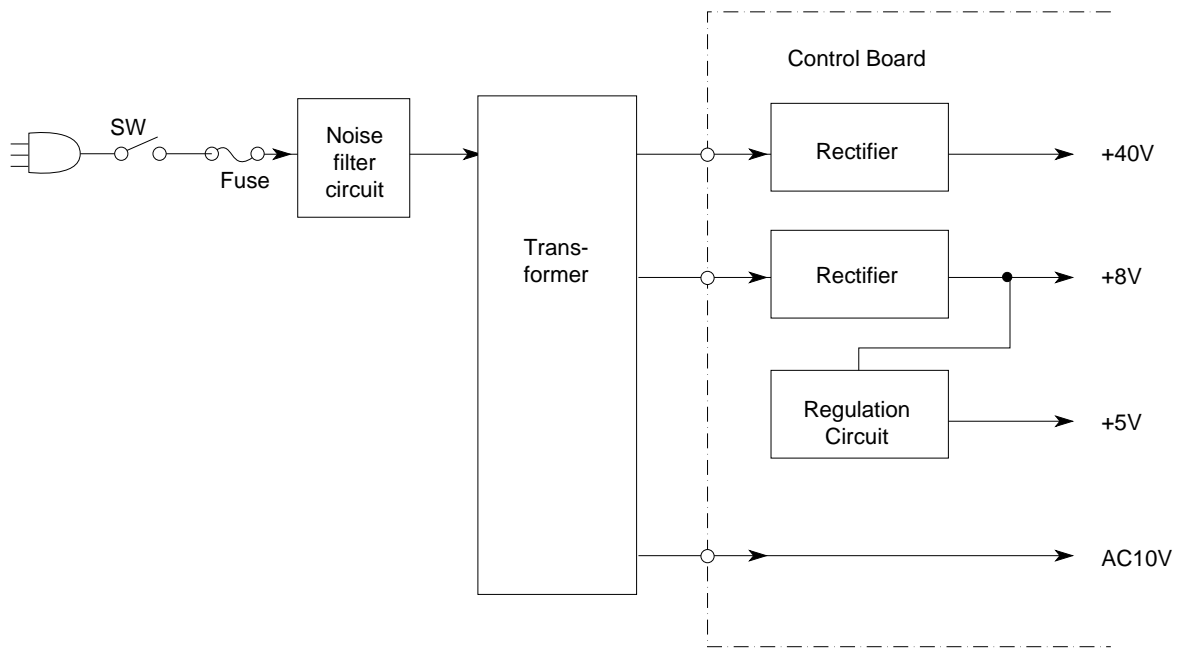 Control Board
SW
Fuse
Noise
filter
circuit
Trans-
former
Rectifier
+40V
Rectifier
+8V
Regulation
Circuit
+5V
AC10V